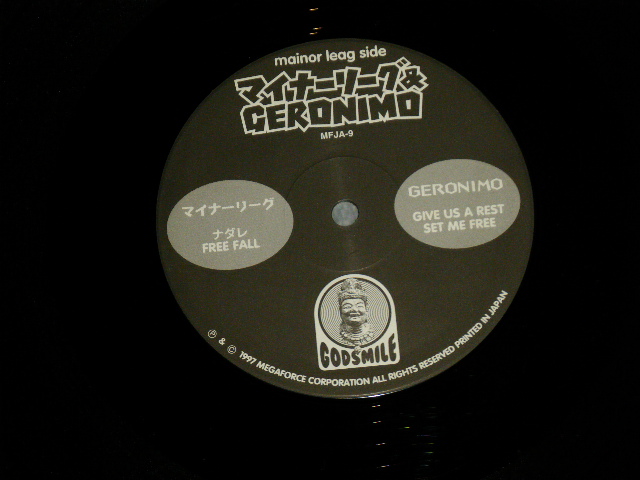 mainor leag side
マイナーリーグ&
GERONIMO
MFJA-9
マイナーリーグ
ナダレ
FREE FALL
GERONIMO
GIVE US A REST
SET ME FREE
GODSMILE
Ⓟ & © 1997 MEGAFORCE CORPORATION ALL RIGHTS RESERVED PRINTED IN JAPAN